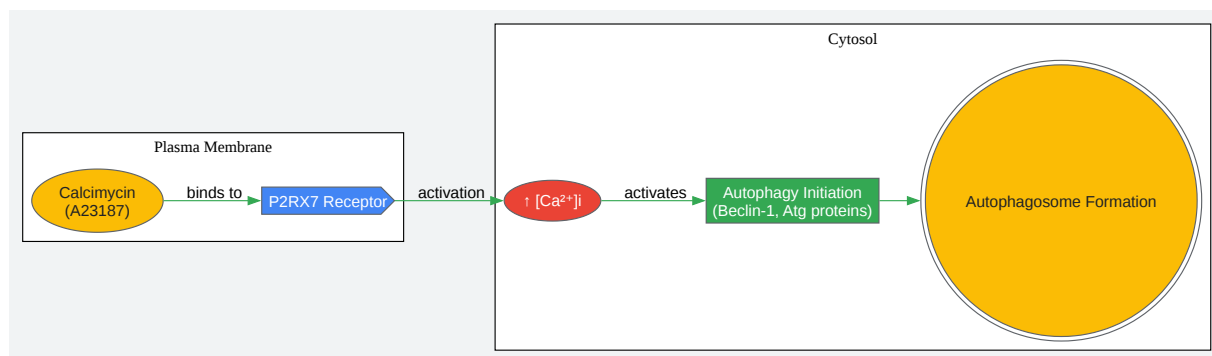 Cytosol
Plasma Membrane
Calcimycin
(A23187)
binds to
P2RX7 Receptor
activation
↑ [Ca²⁺]i
activates
Autophagy Initiation
(Beclin-1, Atg proteins)
Autophagosome Formation